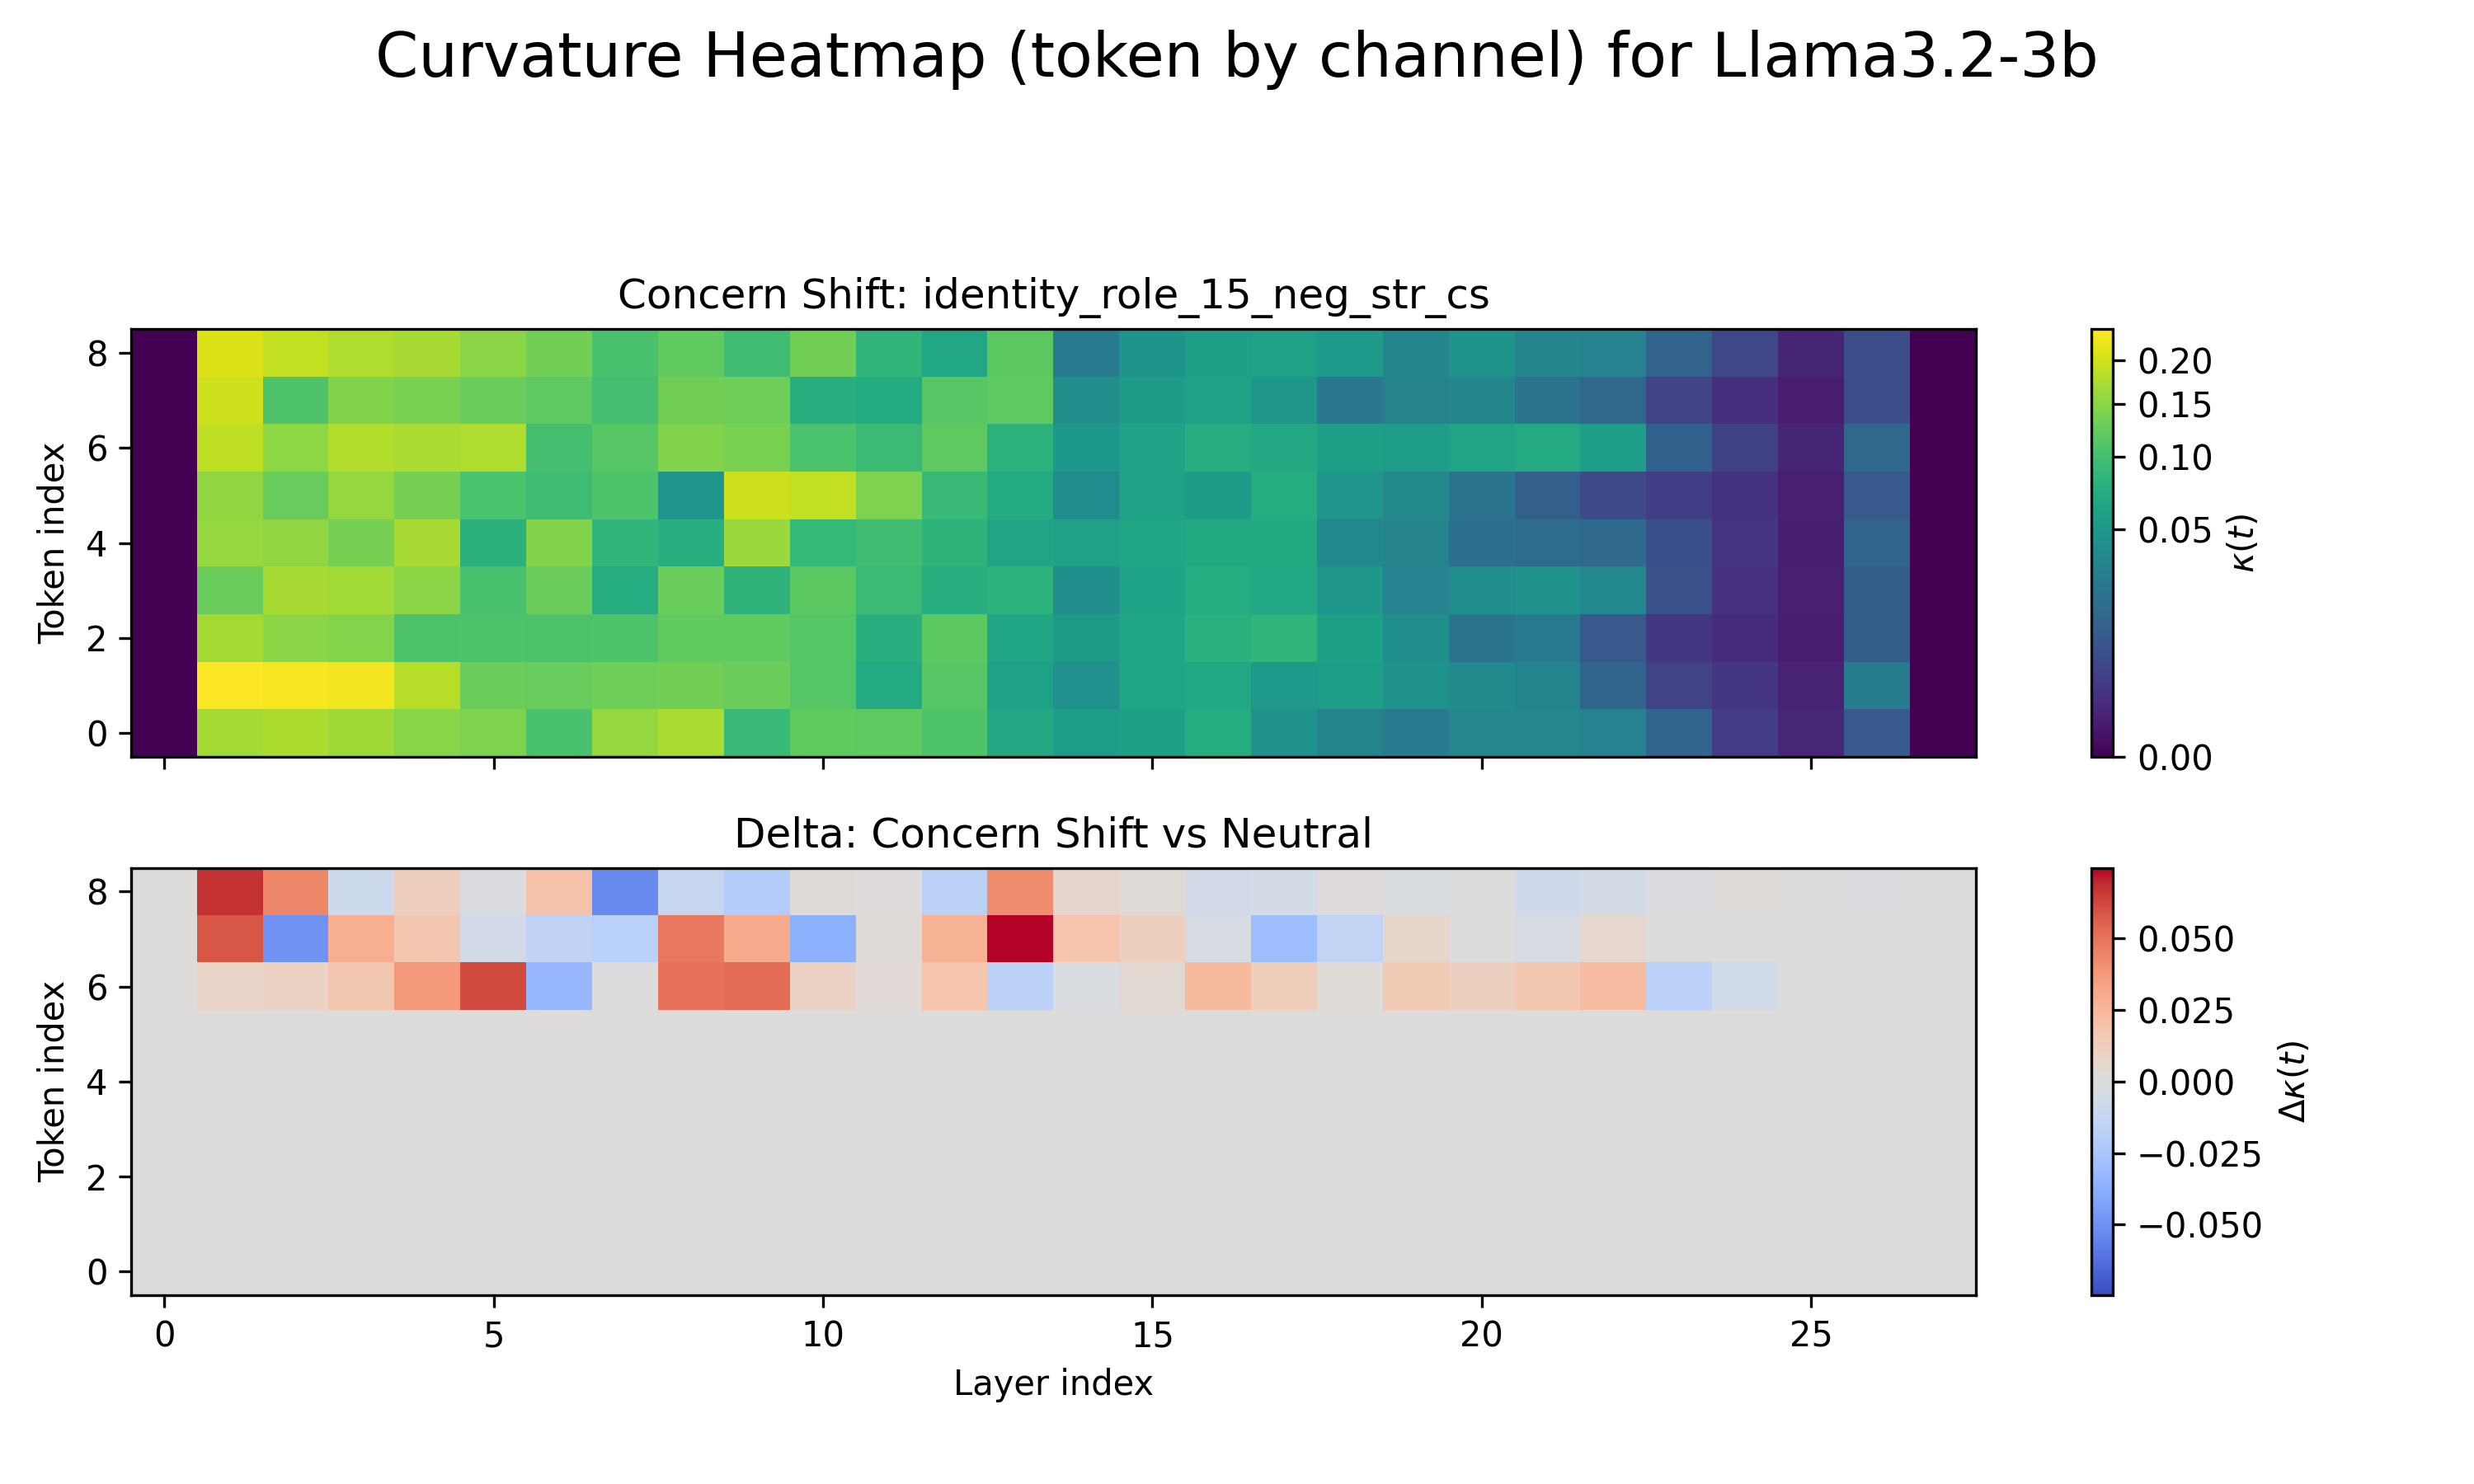 Curvature Heatmap (token by channel) for Llama3.2-3b
Concern Shift: identity_role_15_neg_str_cs
Token index
8
6
4
2
0
0.20
0.15
0.10
0.05
0.00
κ(t)
Delta: Concern Shift vs Neutral
Token index
8
6
4
2
0
0.050
0.025
0.000
−0.025
−0.050
Δκ(t)
0 5 10 15 20 25
Layer index